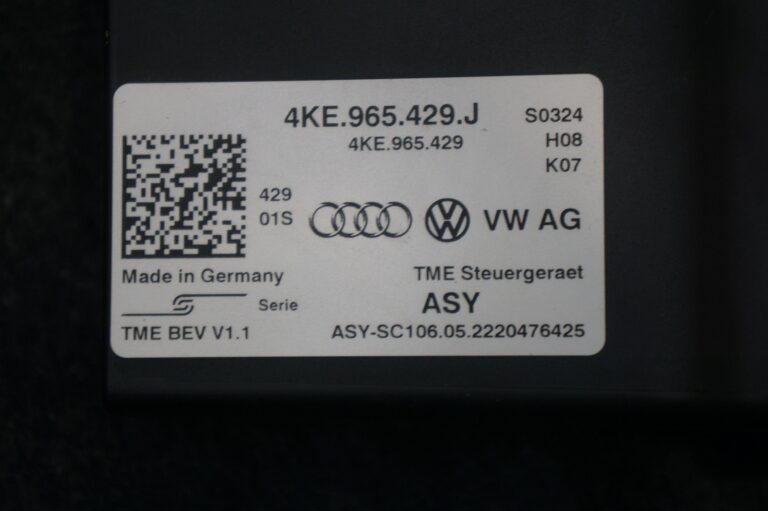 4KE.965.429.J S0324
4KE.965.429 H08
K07
429
01S VW AG
Made in Germany TME Steuergeraet
Serie ASY
TME BEV V1.1 ASY-SC106.05.2220476425